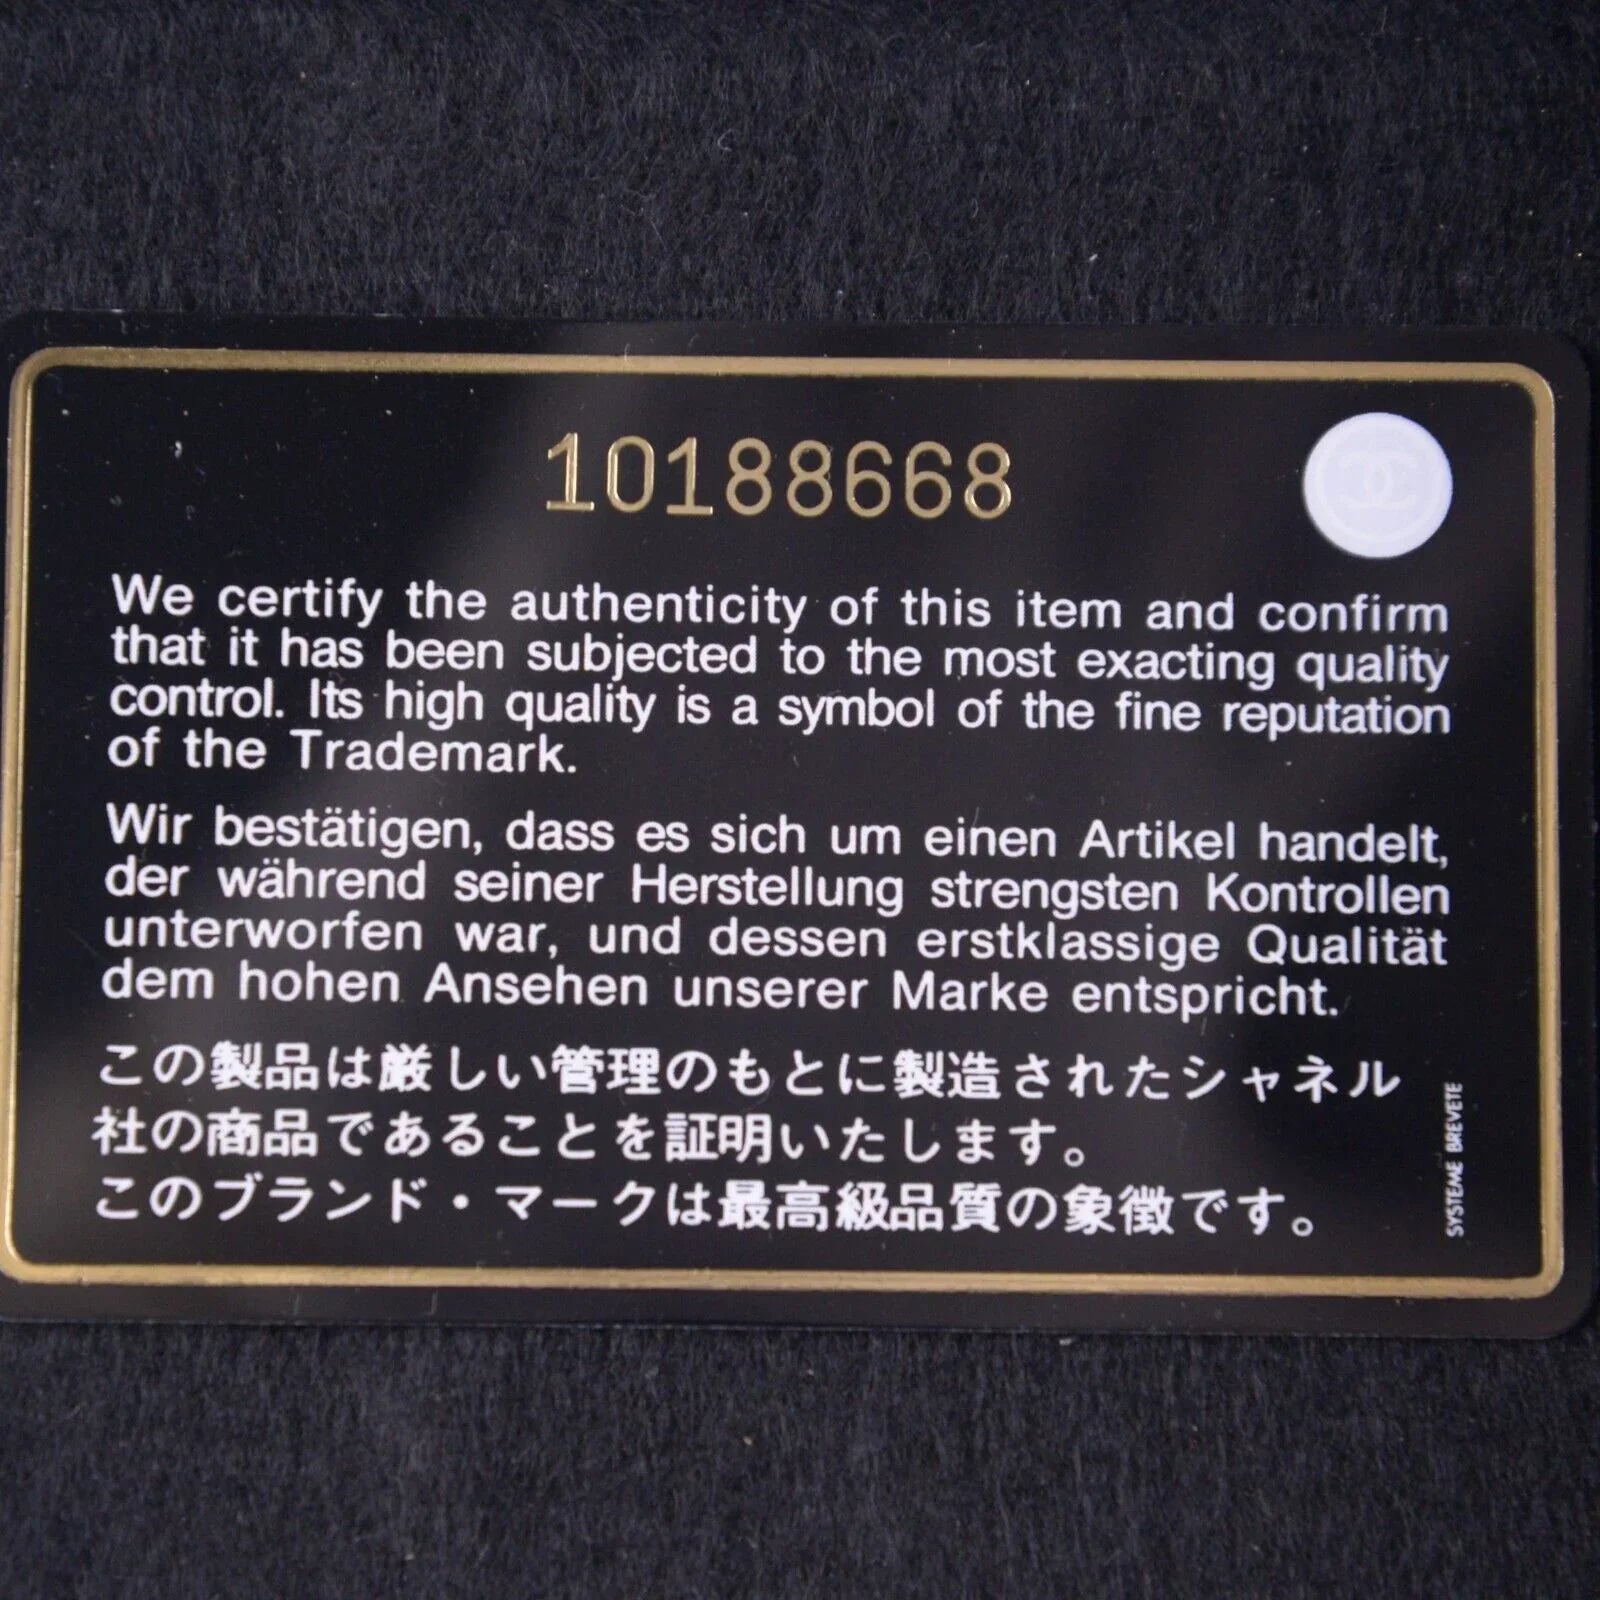 10188668
We certify the authenticity of this item and confirm
that it has been subjected to the most exacting quality
control. Its high quality is a symbol of the fine reputation
of the Trademark.
Wir bestätigen, dass es sich um einen Artikel handelt,
der während seiner Herstellung strengsten Kontrollen
unterworfen war, und dessen erstklassige Qualität
dem hohen Ansehen unserer Marke entspricht.
この製品は厳しい管理のもとに製造されたシャネル
社の商品であることを証明いたします。
このブランド・マークは最高級品質の象徴です。
SYSTEME BREVETE